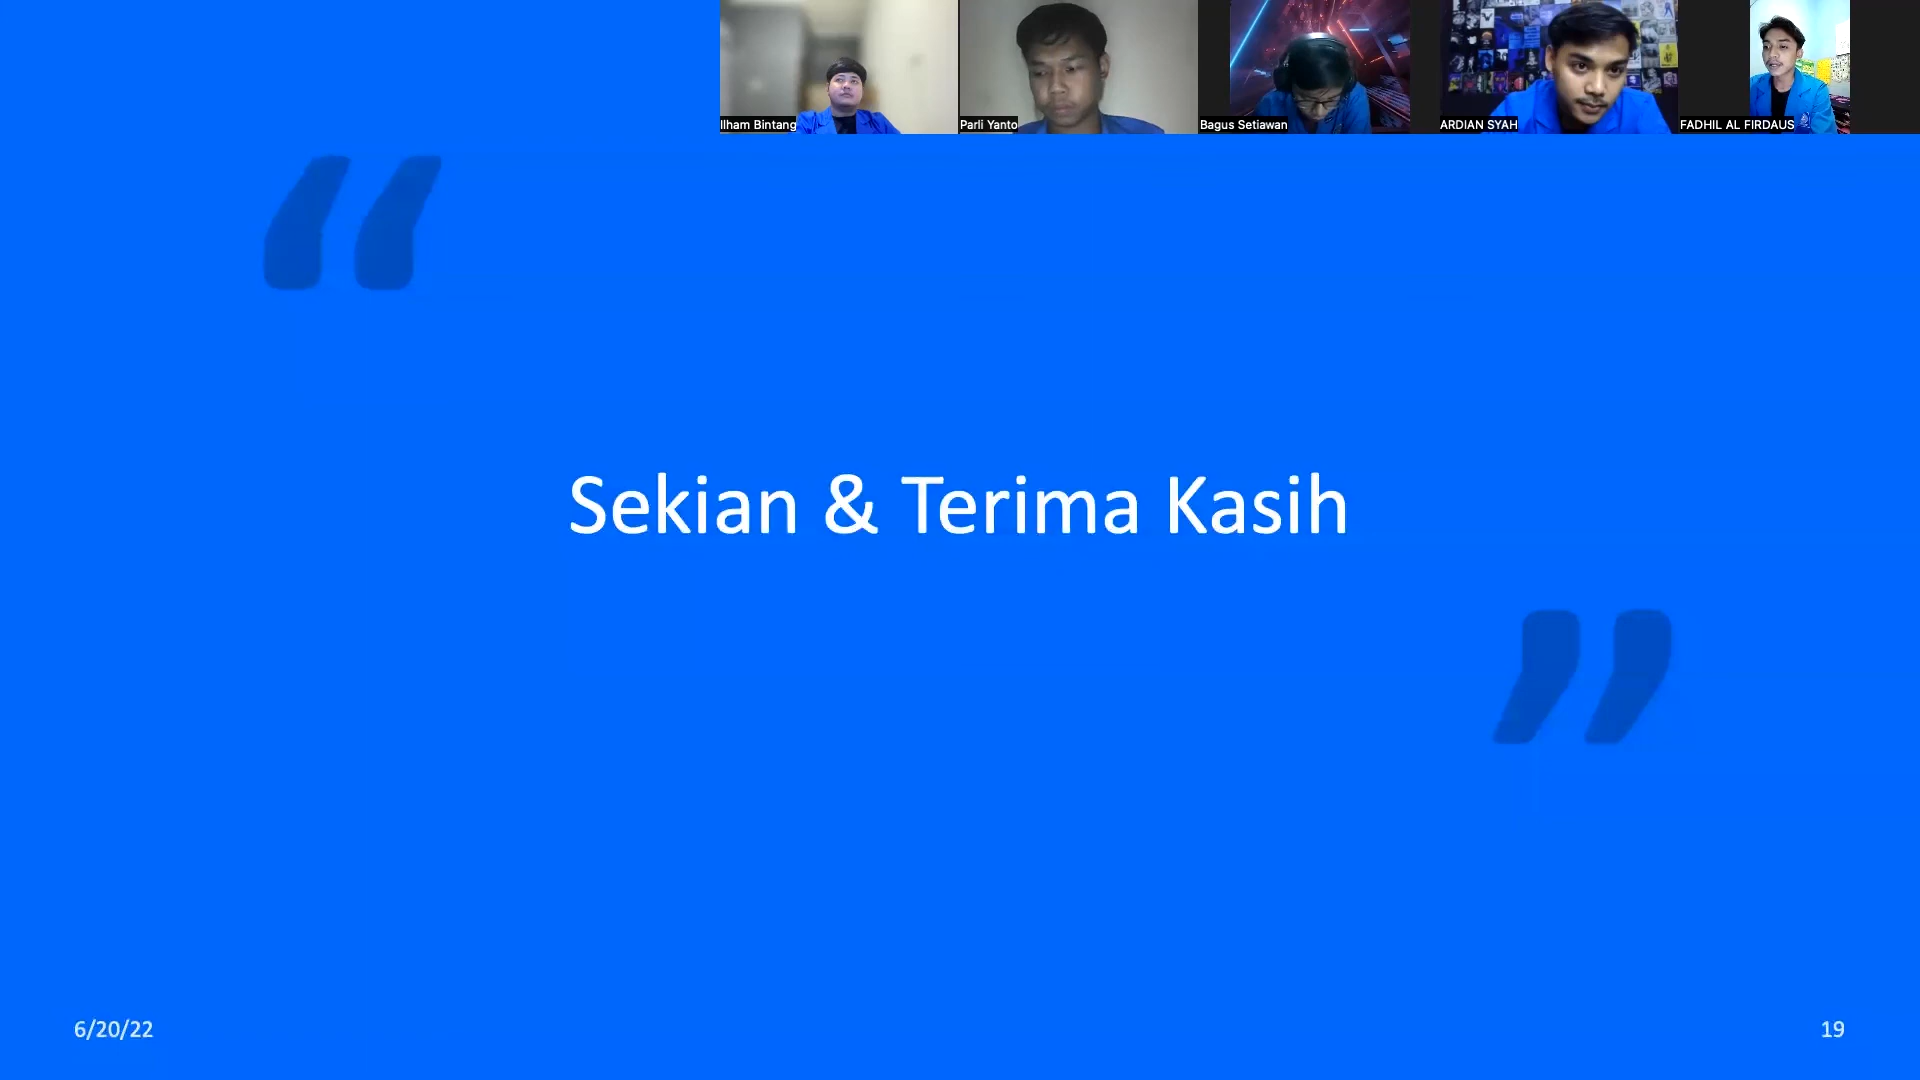 Ilham Bintang
Parli Yanto
Bagus Setiawan
ARDIAN SYAH
FADHIL AL FIRDAUS
Sekian & Terima Kasih
6/20/22
19